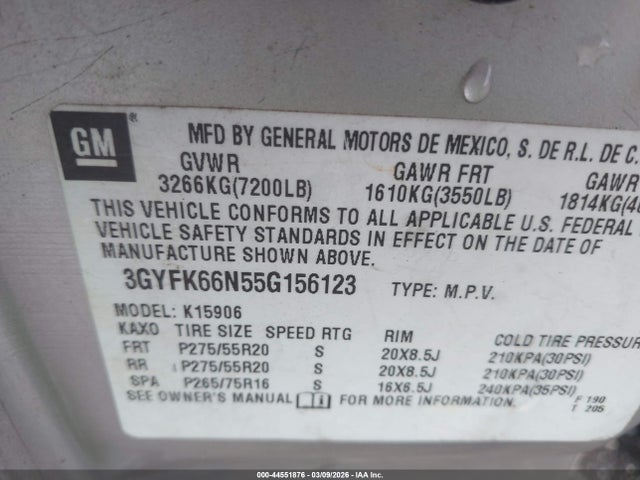 GM ®
MFD BY GENERAL MOTORS DE MEXICO, S. DE R.L. DE C.
GVWR GAWR FRT GAWR
3266KG(7200LB) 1610KG(3550LB) 1814KG(
THIS VEHICLE CONFORMS TO ALL APPLICABLE U.S. FEDERAL
VEHICLE SAFETY STANDARDS IN EFFECT ON THE DATE OF
MANUFACTURE SHOWN ABOVE.
3GYFK66N55G156123 TYPE: M.P.V.
MODEL: K15906
KAXO TIRE SIZE SPEED RTG RIM COLD TIRE PRESSUR
FRT P275/55R20 S 20X8.5J 210KPA(30PSI)
RR P275/55R20 S 20X8.5J 210KPA(30PSI)
SPA P265/75R16 S 16X6.5J 240KPA(35PSI)
SEE OWNER'S MANUAL FOR MORE INFORMATION. F 190
T 205
000-44551876 | 03/09/2026 | IAA Inc.